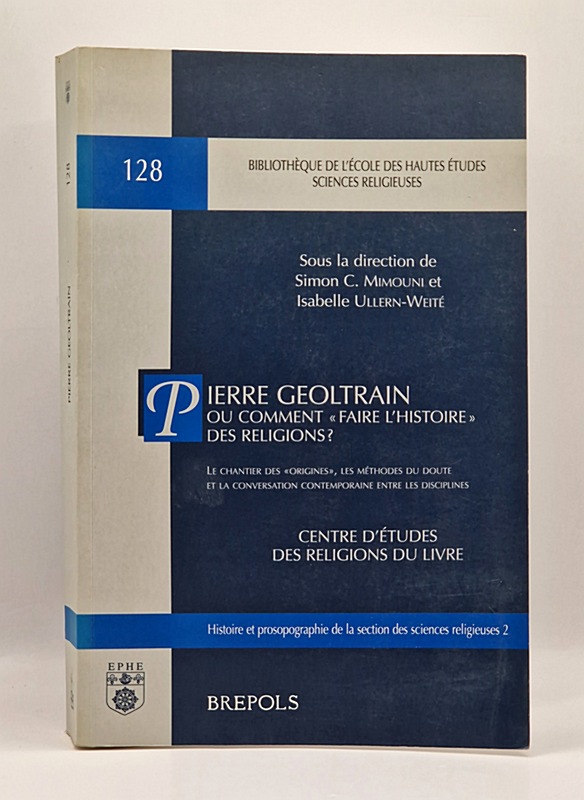 128
BIBLIOTHÈQUE DE L'ÉCOLE DES HAUTES ÉTUDES
SCIENCES RELIGIEUSES
Sous la direction de
Simon C. MIMOUNI et
Isabelle ULLERN-WEITÉ
PIERRE GEOLTRAIN
OU COMMENT « FAIRE L'HISTOIRE »
DES RELIGIONS ?
LE CHANTIER DES «ORIGINES», LES MÉTHODES DU DOUTE
ET LA CONVERSATION CONTEMPORAINE ENTRE LES DISCIPLINES
CENTRE D'ÉTUDES
DES RELIGIONS DU LIVRE
Histoire et prosopographie de la section des sciences religieuses 2
EPHE
BREPOLS
128
PIERRE GEOLTRAIN